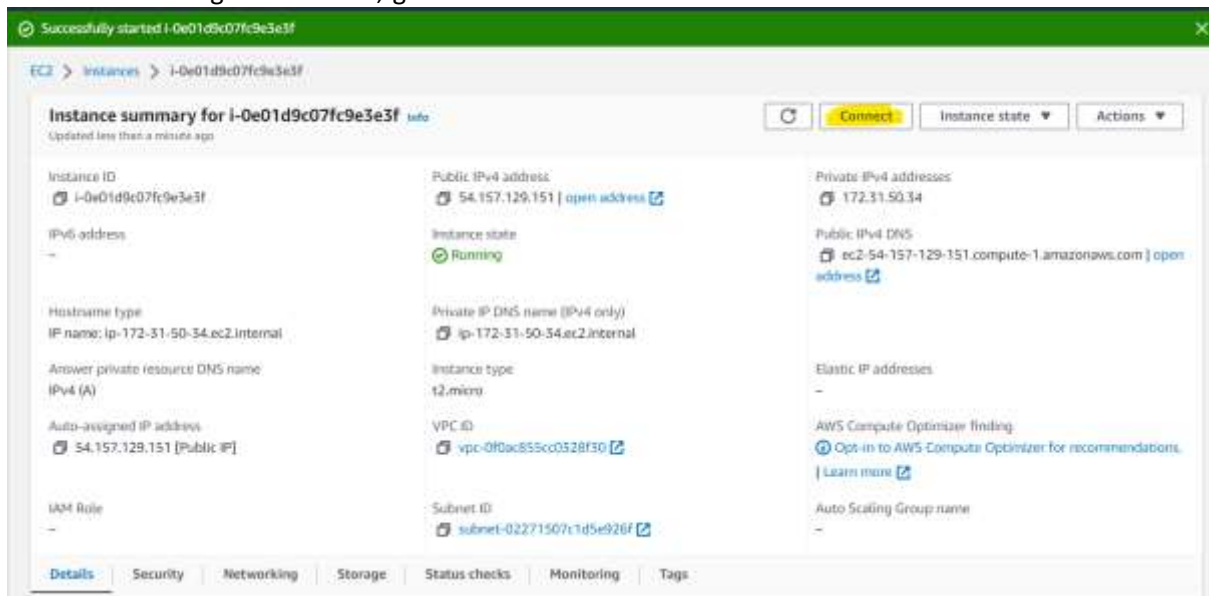 Successfully started i-0e01d9c07fc9e3e3f
EC2 > Instances > i-0e01d9c07fc9e3e3f
Instance summary for i-0e01d9c07fc9e3e3f Info
Updated less than a minute ago
Connect
Instance state
Actions
Instance ID
i-0e01d9c07fc9e3e3f
Public IPv4 address
54.157.129.151 | open address
Private IPv4 addresses
172.31.50.34
IPv6 address
–
Instance state
Running
Public IPv4 DNS
ec2-54-157-129-151.compute-1.amazonaws.com | open
address
Hostname type
IP name: ip-172-31-50-34.ec2.internal
Private IP DNS name (IPv4 only)
ip-172-31-50-34.ec2.internal
Answer private resource DNS name
IPv4 (A)
Instance type
t2.micro
Elastic IP addresses
–
Auto-assigned IP address
54.157.129.151 [Public IP]
VPC ID
vpc-0f0ac855cc0528f30
AWS Compute Optimizer finding
Opt-in to AWS Compute Optimizer for recommendations.
| Learn more
IAM Role
–
Subnet ID
subnet-02271507c1d5e926f
Auto Scaling Group name
–
Details
Security
Networking
Storage
Status checks
Monitoring
Tags